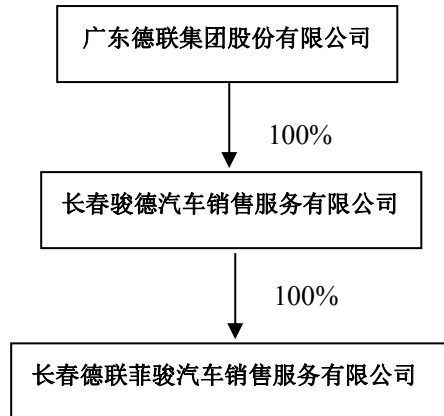 广东德联集团股份有限公司
100%
长春骏德汽车销售服务有限公司
100%
长春德联菲骏汽车销售服务有限公司